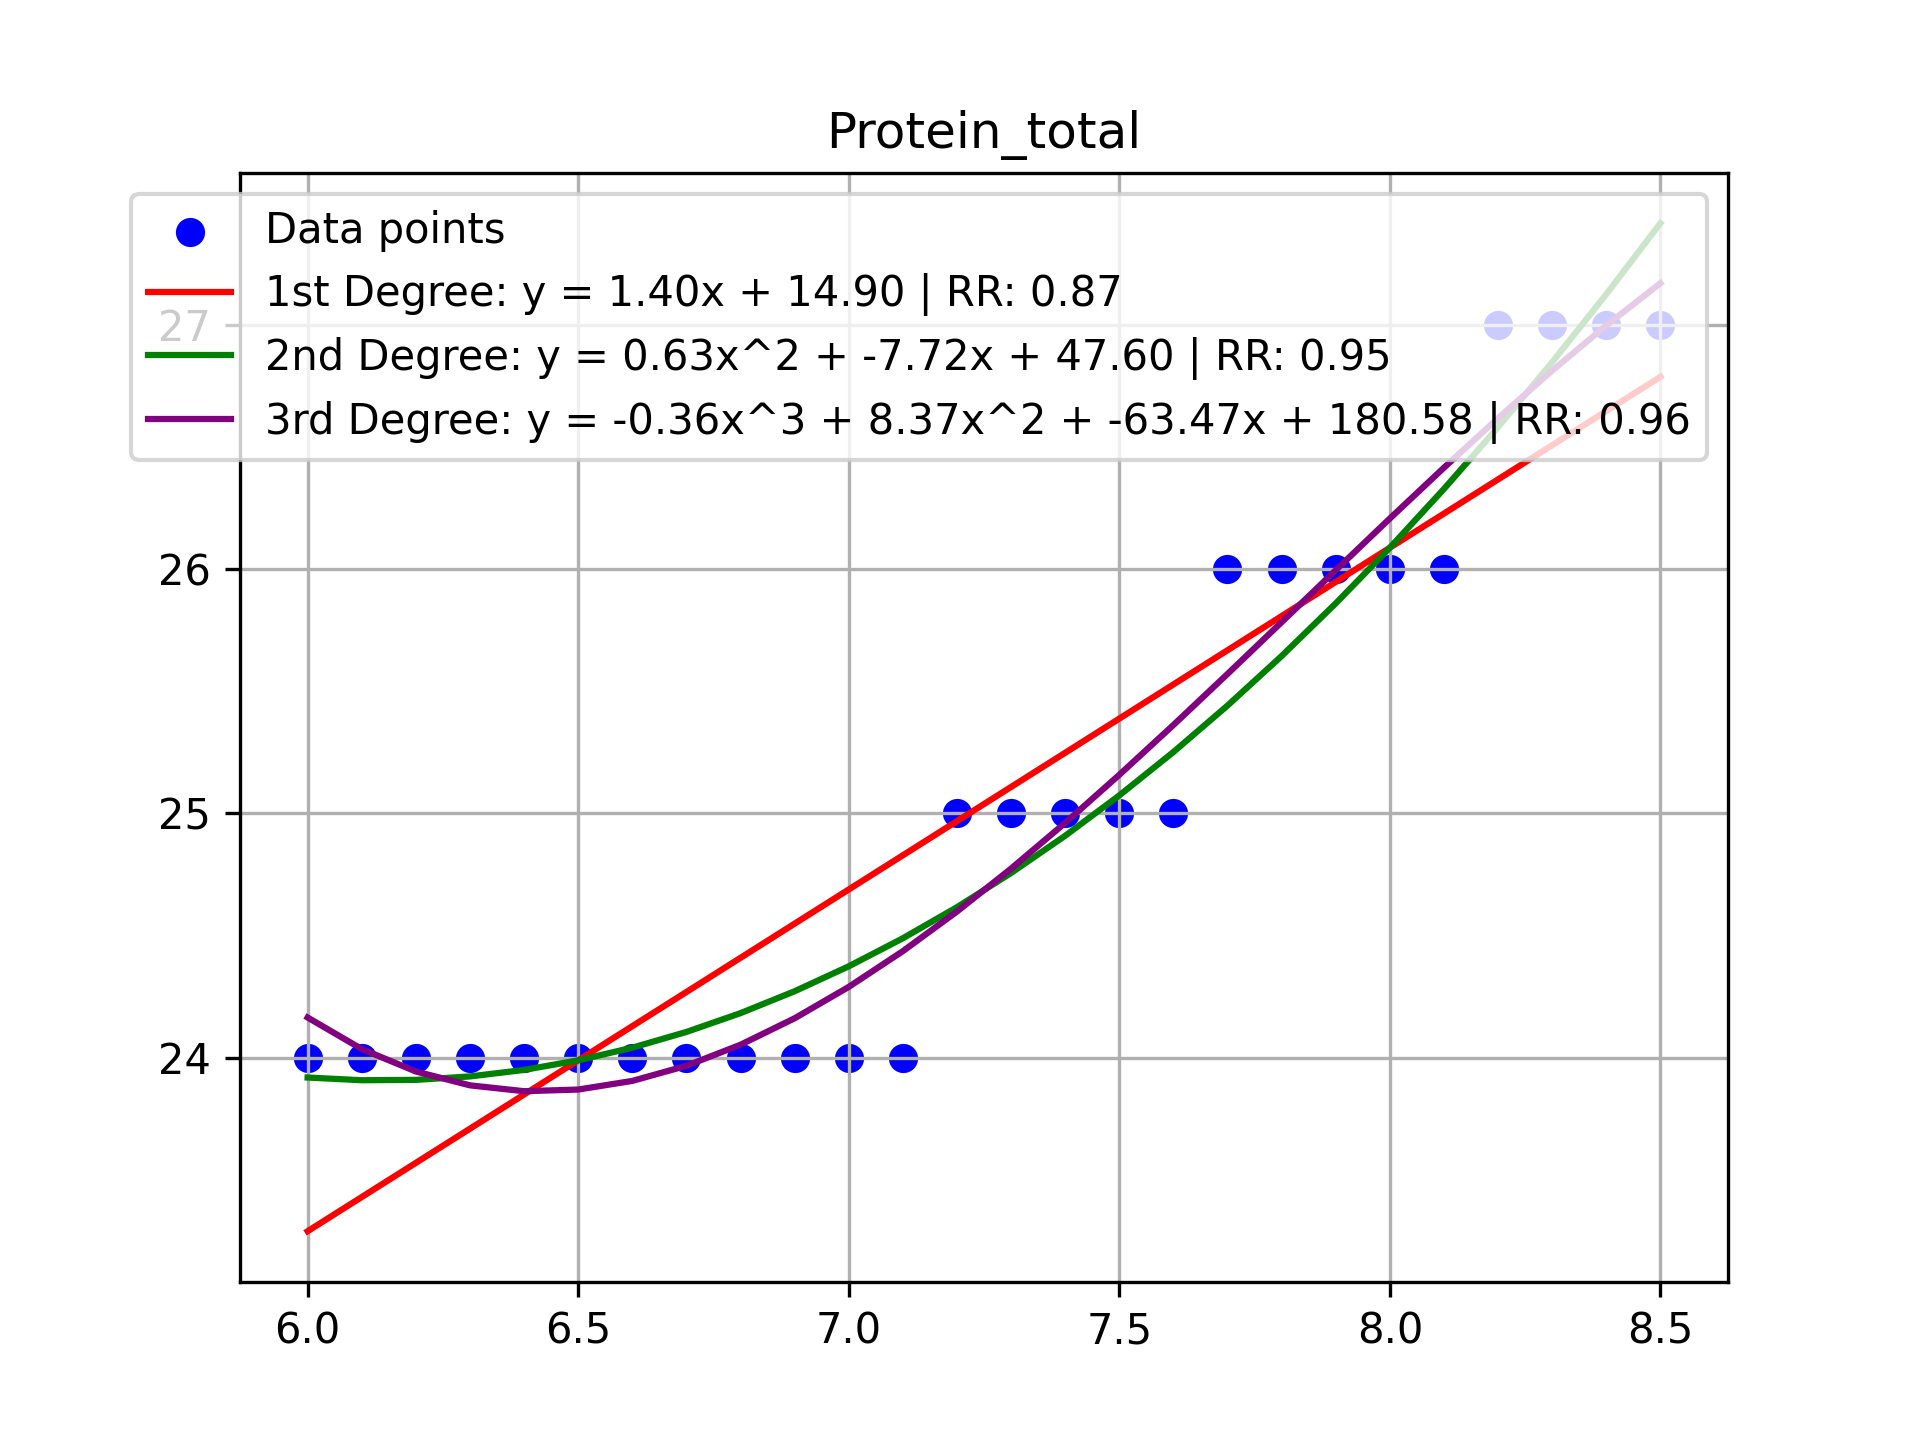 Protein_total
Data points
1st Degree: y = 1.40x + 14.90 | RR: 0.87
27
2nd Degree: y = 0.63x^2 + -7.72x + 47.60 | RR: 0.95
3rd Degree: y = -0.36x^3 + 8.37x^2 + -63.47x + 180.58 | RR: 0.96
26
25
24
6.0 6.5 7.0 7.5 8.0 8.5